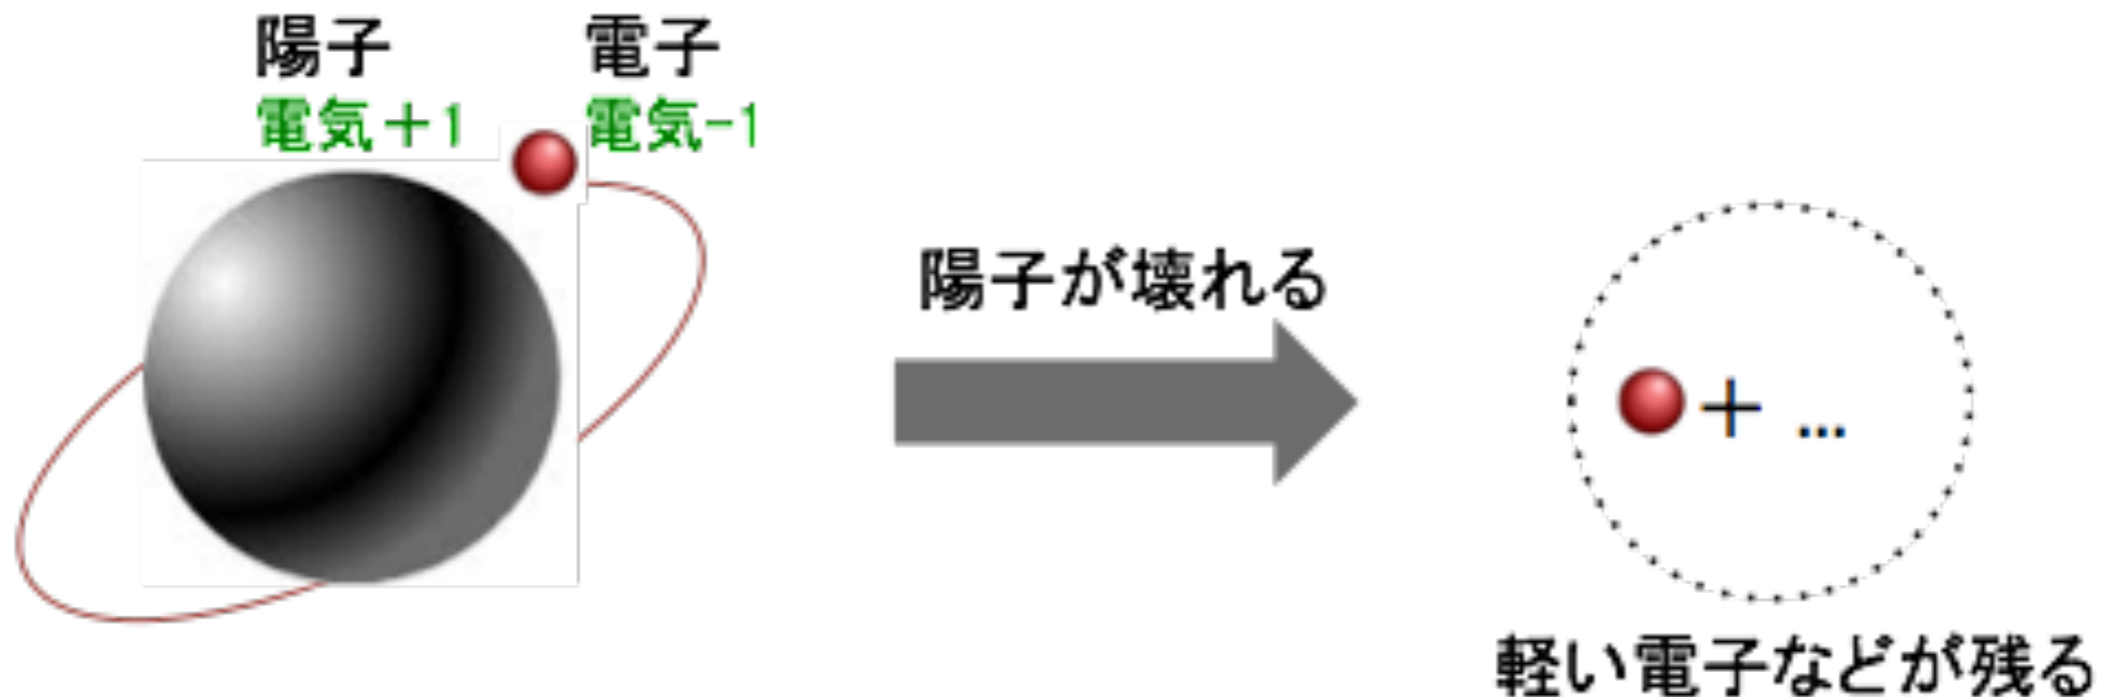 陽子
電気+1
電子
電気-1
陽子が壊れる
+ ...
軽い電子などが残る